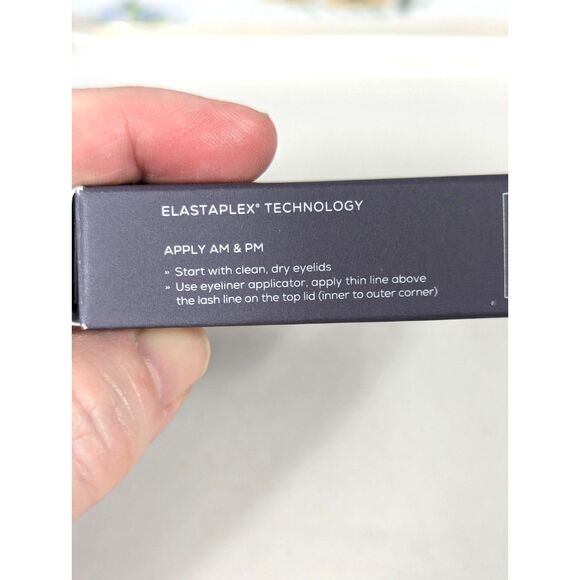 ELASTAPLEX® TECHNOLOGY
APPLY AM & PM
» Start with clean, dry eyelids
» Use eyeliner applicator, apply thin line above
the lash line on the top lid (inner to outer corner)